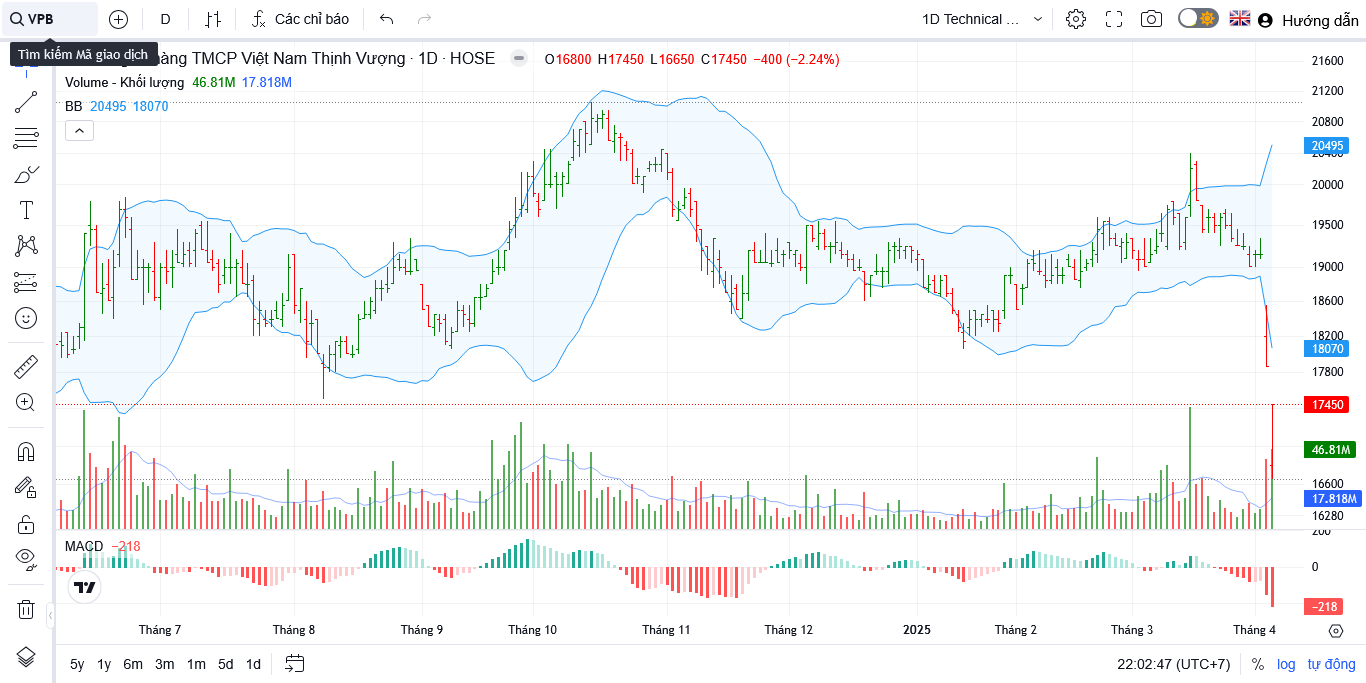 VPB D Các chỉ báo 1D Technical ... Hướng dẫn
Tìm kiếm Mã giao dịch
hàng TMCP Việt Nam Thịnh Vượng · 1D · HOSE O16800 H17450 L16650 C17450 −400 (−2.24%)
Volume - Khối lượng 46.81M 17.818M
BB 20495 18070
21600
21200
20800
20495
20400
20000
19500
19000
18600
18200
18070
17800
17450
46.81M
16600
17.818M
16280
200
MACD −218
0
−218
Tháng 7 Tháng 8 Tháng 9 Tháng 10 Tháng 11 Tháng 12 2025 Tháng 2 Tháng 3 Tháng 4
5y 1y 6m 3m 1m 5d 1d 22:02:47 (UTC+7) % log tự động